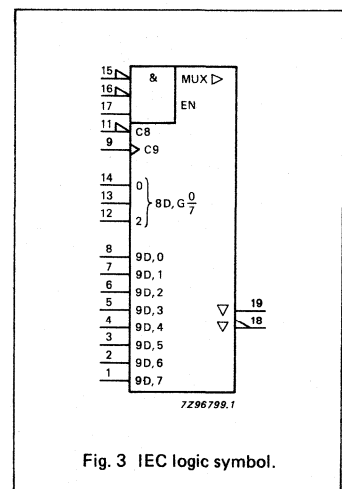 15 & MUX ▷
16
17 EN
11 C8
9 C9
14 0
13 8D, G 0/7
12 2
8 9D, 0
7 9D, 1
6 9D, 2
5 9D, 3 ▽ 19
4 9D, 4 ▽ 18
3 9D, 5
2 9D, 6
1 9D, 7
7Z96799.1
Fig. 3 IEC logic symbol.